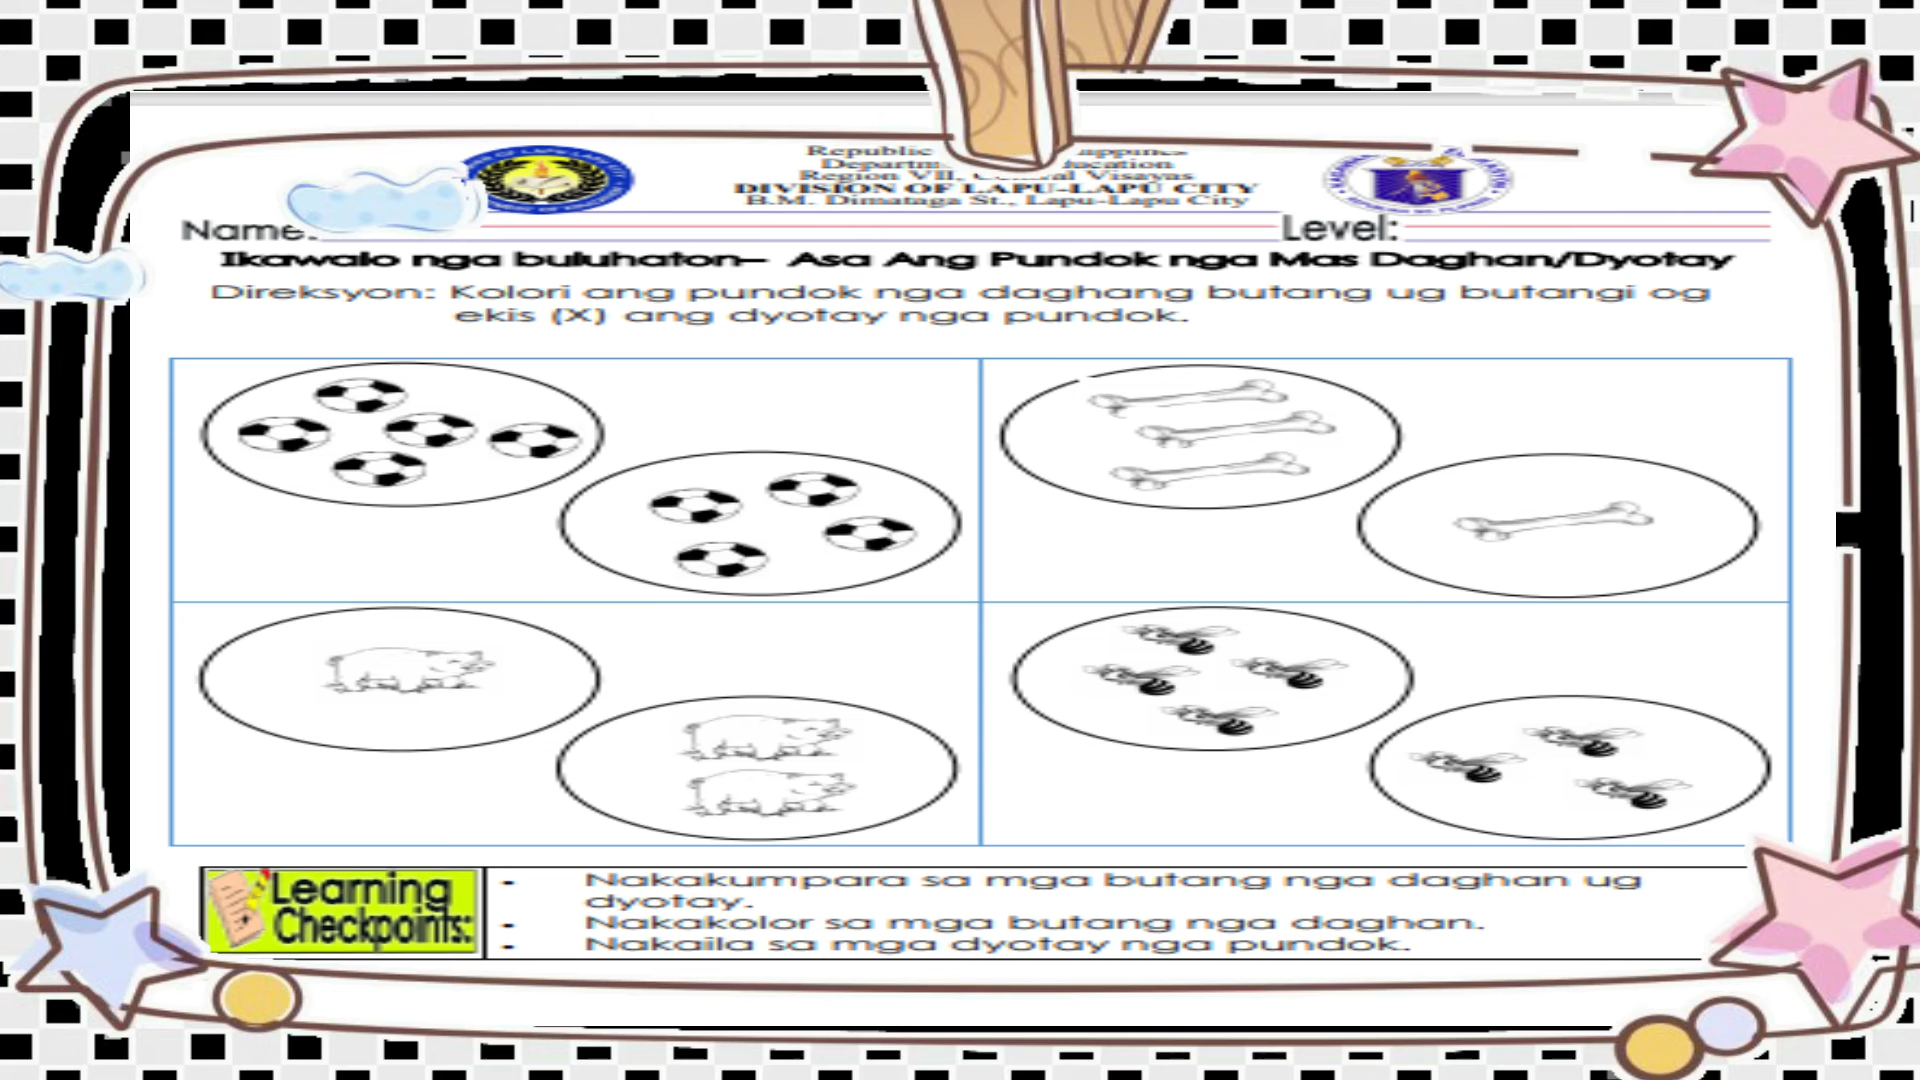 Republic
Region VII, Visayas
DIVISION OF LAPU-LAPU CITY
B.M. Dimataga St., Lapu-Lapu City
Name: Level:
Ikawalo nga buluhaton– Asa Ang Pundok nga Mas Daghan/Dyotay
Direksyon: Kolori ang pundok nga daghang butang ug butangi og
ekis (X) ang dyotay nga pundok.
Learning
Checkpoints:
• Nakakumpara sa mga butang nga daghan ug
dyotay.
• Nakakolor sa mga butang nga daghan.
• Nakaila sa mga dyotay nga pundok.